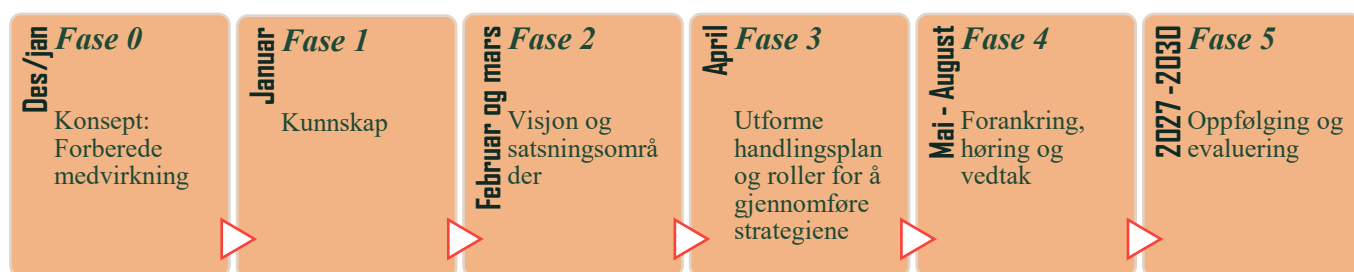 Des/jan
Fase 0
Konsept:
Forberede
medvirkning
Januar
Fase 1
Kunnskap
Februar og mars
Fase 2
Visjon og
satsningsområ
der
April
Fase 3
Utforme
handlingsplan
og roller for å
gjennomføre
strategiene
Mai - August
Fase 4
Forankring,
høring og
vedtak
2027 -2030
Fase 5
Oppfølging og
evaluering